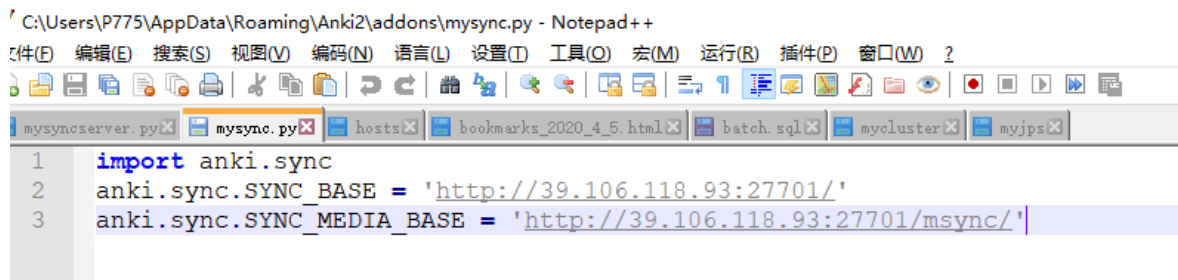 C:\Users\P775\AppData\Roaming\Anki2\addons\mysync.py - Notepad++
文件(F) 编辑(E) 搜索(S) 视图(V) 编码(N) 语言(L) 设置(T) 工具(O) 宏(M) 运行(R) 插件(P) 窗口(W) ?
mysyncserver.py mysync.py hosts bookmarks_2020_4_5.html batch.sql mycluster myjps
1 import anki.sync
2 anki.sync.SYNC_BASE = 'http://39.106.118.93:27701/'
3 anki.sync.SYNC_MEDIA_BASE = 'http://39.106.118.93:27701/msync/'